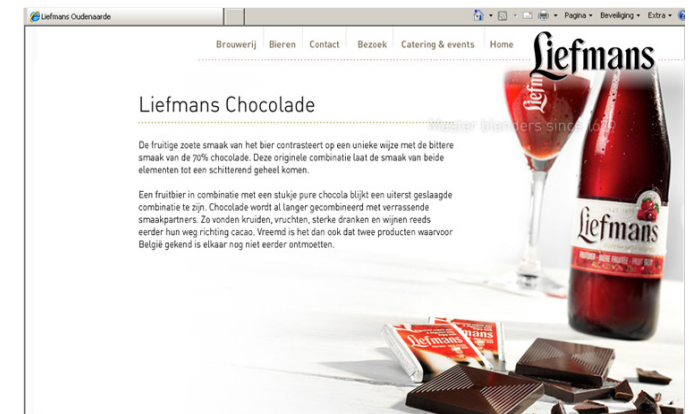 Liefmans Oudenaarde
Pagina Beveiliging Extra
Brouwerij Bieren Contact Bezoek Catering & events Home
Liefmans
Liefmans
Liefmans Chocolade
Master blenders since 1679
De fruitige zoete smaak van het bier contrasteert op een unieke wijze met de bittere
smaak van de 70% chocolade. Deze originele combinatie laat de smaak van beide
elementen tot een schitterend geheel komen.
Een fruitbier in combinatie met een stukje pure chocola blijkt een uiterst geslaagde
combinatie te zijn. Chocolade wordt al langer gecombineerd met verrassende
smaakpartners. Zo vonden kruiden, vruchten, sterke dranken en wijnen reeds
eerder hun weg richting cacao. Vreemd is het dan ook dat twee producten waarvoor
België gekend is elkaar nog niet eerder ontmoetten.
Liefmans
FRUITBIER · BIÈRE FRUITÉE · FRUIT BEER
Liefmans